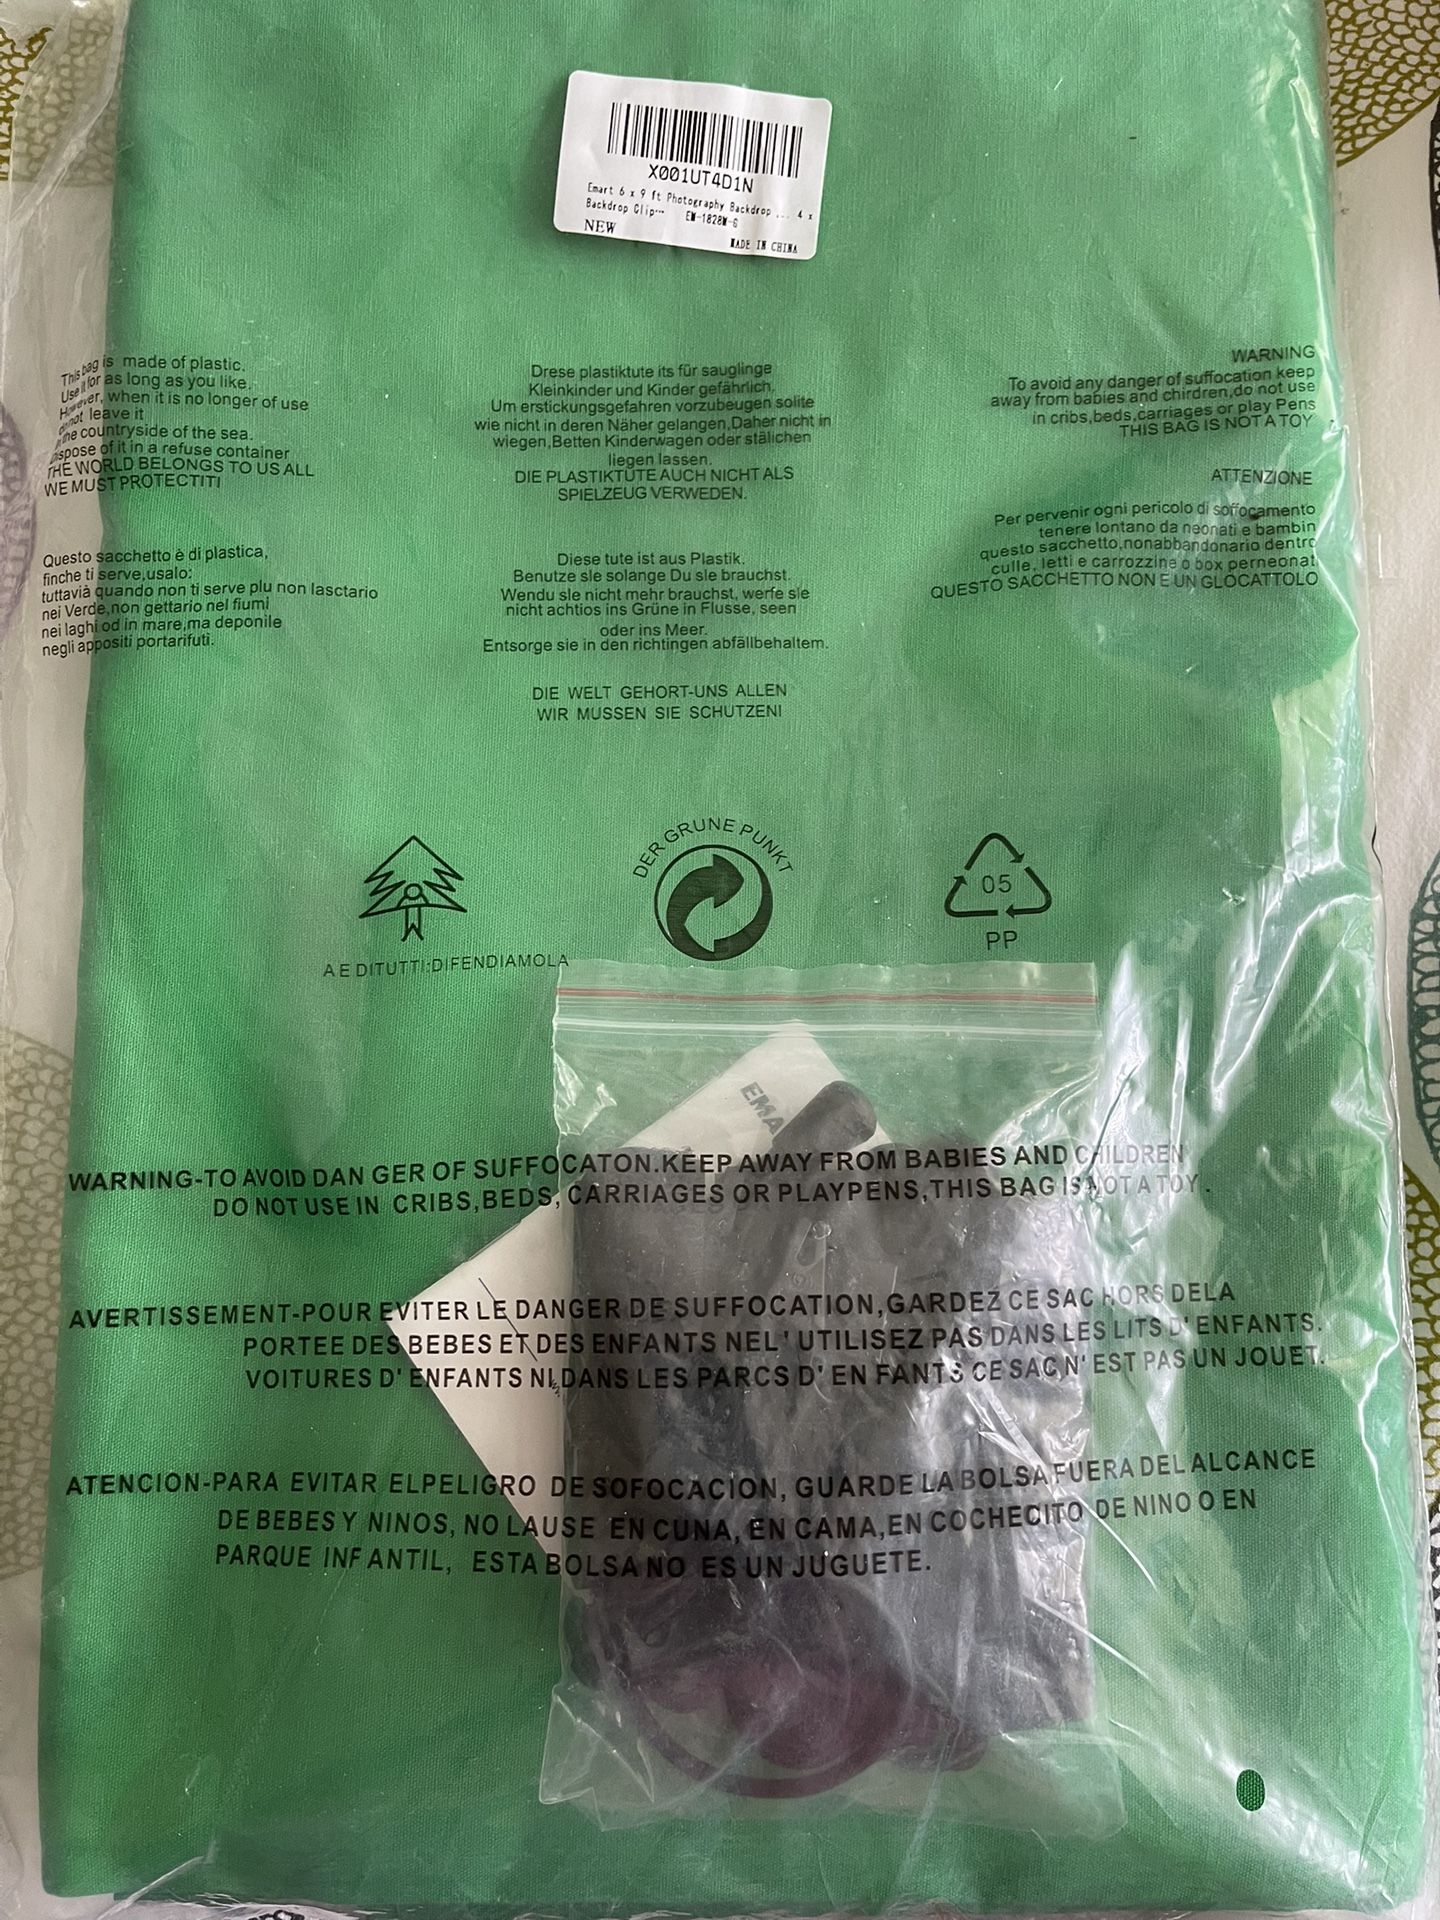 X001UT4D1N
Emart 6 x 9 ft Photography Backdrop ... 4 x
Backdrop Clip··· EM-1828M-G
NEW
MADE IN CHINA
This bag is made of plastic.
Use it for as long as you like.
However, when it is no longer of use
do not leave it
in the countryside of the sea.
Dispose of it in a refuse container
THE WORLD BELONGS TO US ALL
WE MUST PROTECTITI
Questo sacchetto è di plastica,
finche ti serve,usalo:
tuttavià quando non ti serve plu non lasctario
nei Verde,non gettario nel fiumi
nei laghi od in mare,ma deponile
negli appositi portarifuti.
Drese plastiktute its für sauglinge
Kleinkinder und Kinder gefährlich.
Um erstickungsgefahren vorzubeugen solite
wie nicht in deren Näher gelangen,Daher nicht in
wiegen,Betten Kinderwagen oder stälichen
liegen lassen.
DIE PLASTIKTUTE AUCH NICHT ALS
SPIELZEUG VERWEDEN.
Diese tute ist aus Plastik.
Benutze sle solange Du sle brauchst.
Wendu sle nicht mehr brauchst, werfe sle
nicht achtios ins Grüne in Flusse, seen
oder ins Meer.
Entsorge sie in den richtingen abfällbehaltem.
DIE WELT GEHORT-UNS ALLEN
WIR MUSSEN SIE SCHUTZENI
WARNING
To avoid any danger of suffocation keep
away from babies and chirdren,do not use
in cribs,beds,carriages or play Pens
THIS BAG IS NOT A TOY
ATTENZIONE
Per pervenir ogni pericolo di soffocamento
tenere lontano da neonati e bambin
questo sacchetto,nonabbandonario dentro
culle, letti e carrozzine o box perneonati
QUESTO SACCHETTO NON E UN GLOCATTOLO
A E DITUTTI:DIFENDIAMOLA
DER GRUNE PUNKT
05
PP
EMA
WARNING-TO AVOID DAN GER OF SUFFOCATON.KEEP AWAY FROM BABIES AND CHILDREN
DO NOT USE IN CRIBS,BEDS, CARRIAGES OR PLAYPENS,THIS BAG IS NOT A TOY.
AVERTISSEMENT-POUR EVITER LE DANGER DE SUFFOCATION,GARDEZ CE SAC HORS DELA
PORTEE DES BEBES ET DES ENFANTS NEL' UTILISEZ PAS DANS LES LITS D' ENFANTS.
VOITURES D' ENFANTS NI DANS LES PARCS D' EN FANTS CE SAC N' EST PAS UN JOUET.
ATENCION-PARA EVITAR ELPELIGRO DE SOFOCACION, GUARDE LA BOLSA FUERA DEL ALCANCE
DE BEBES Y NINOS, NO LAUSE EN CUNA, EN CAMA,EN COCHECITO DE NINO O EN
PARQUE INF ANTIL, ESTA BOLSA NO ES UN JUGUETE.